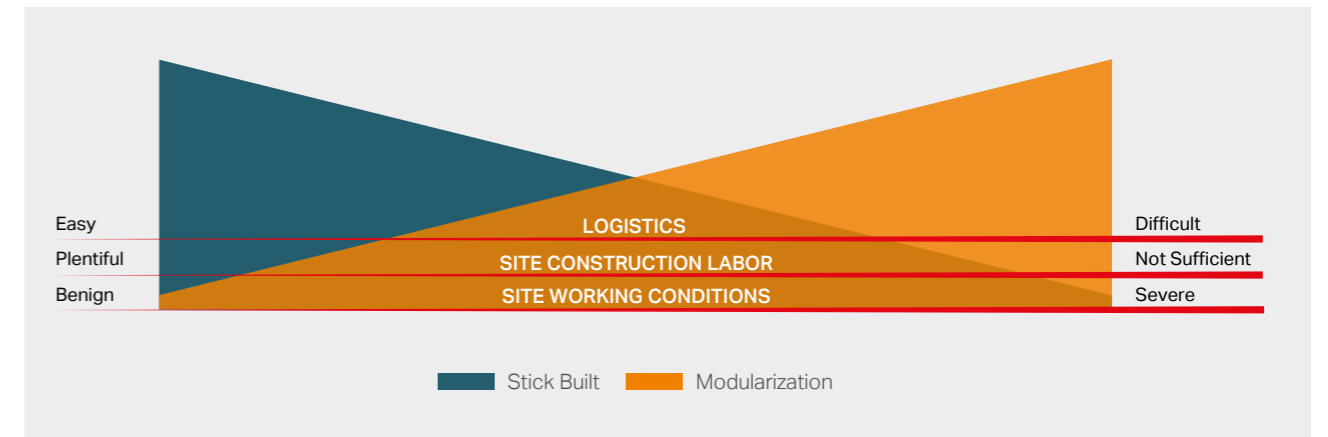 Easy
LOGISTICS
Difficult
Plentiful
SITE CONSTRUCTION LABOR
Not Sufficient
Benign
SITE WORKING CONDITIONS
Severe
Stick Built
Modularization